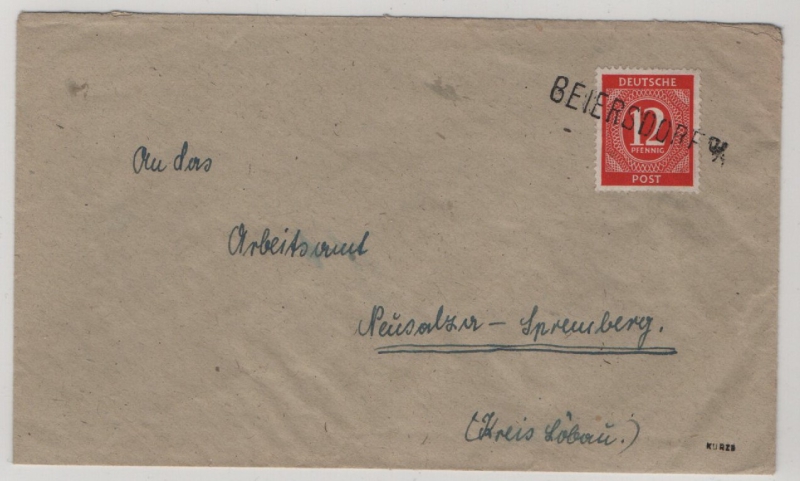 BEIERSDORF
DEUTSCHE
12
PFENNIG
POST
An das
Arbeitsamt
Neusalza - Spremberg.
(Kreis Löbau.)
KURZE